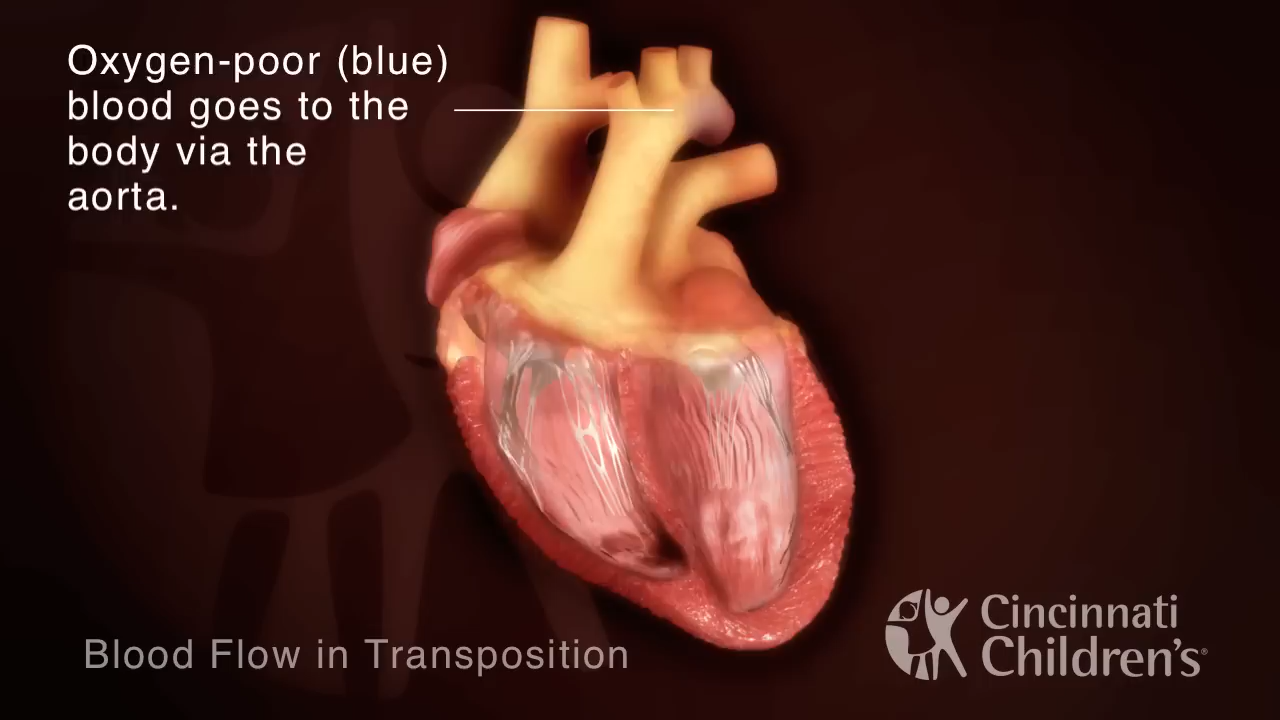 Oxygen-poor (blue)
blood goes to the
body via the
aorta.
Blood Flow in Transposition
Cincinnati
Children's®